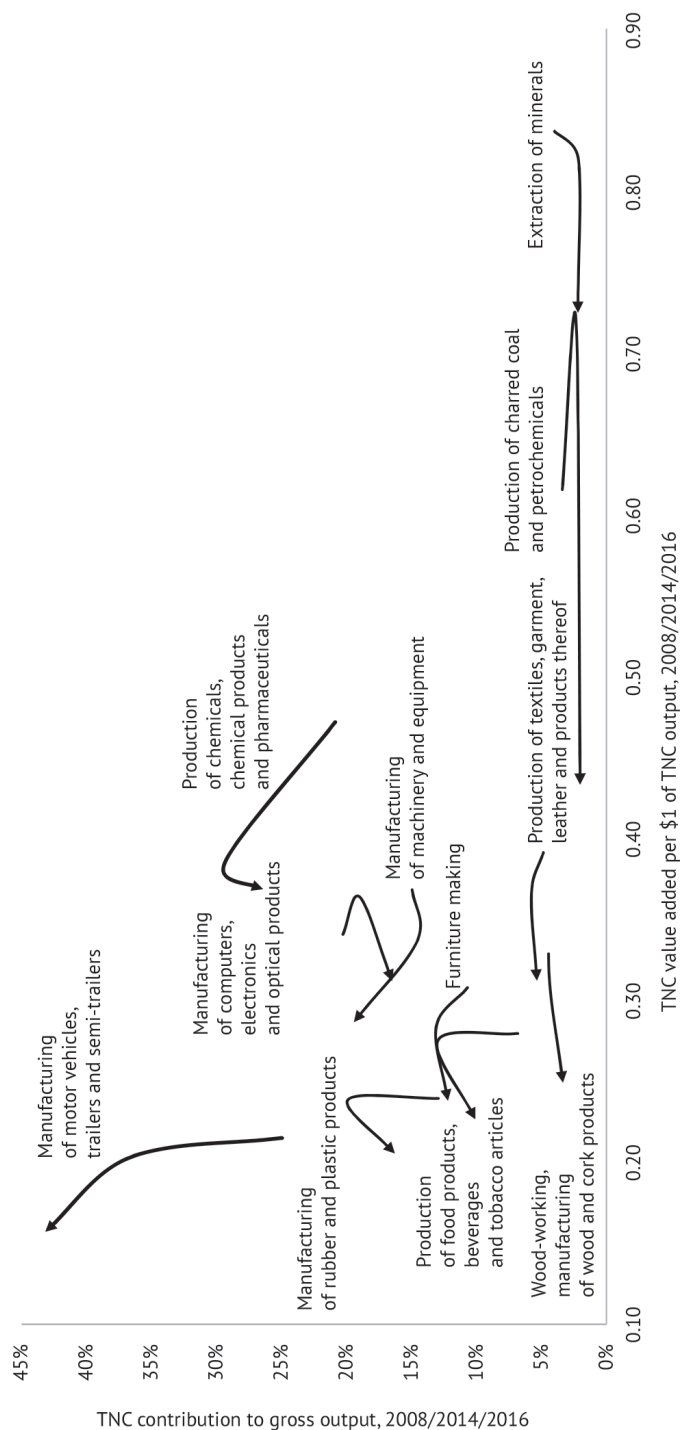 45%
40%
35%
30%
25%
20%
15%
10%
5%
0%
TNC contribution to gross output, 2008/2014/2016
Manufacturing
of motor vehicles,
trailers and semi-trailers
Production
of chemicals,
chemical products
and pharmaceuticals
Manufacturing
of computers,
electronics
and optical products
Manufacturing
of rubber and plastic products
Manufacturing
of machinery and equipment
Furniture making
Production
of food products,
beverages
and tobacco articles
Wood-working,
manufacturing
of wood and cork products
Production of textiles, garment,
leather and products thereof
Production of charred coal
and petrochemicals
Extraction of minerals
0.10
0.20
0.30
0.40
0.50
0.60
0.70
0.80
0.90
TNC value added per $1 of TNC output, 2008/2014/2016